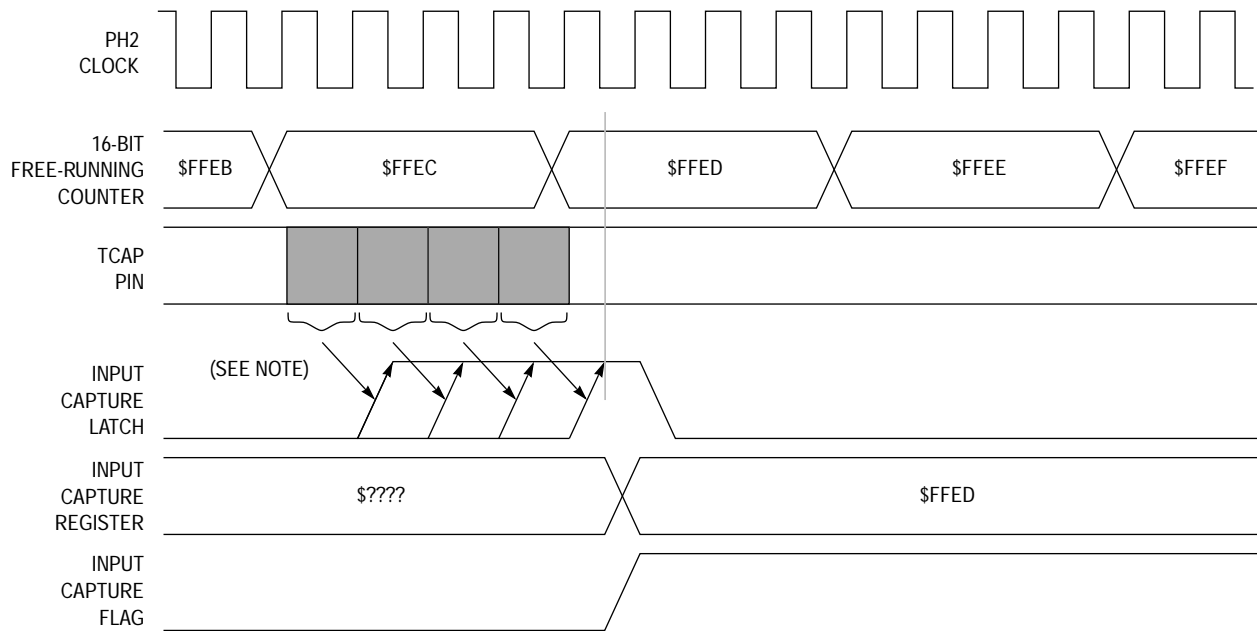 PH2
CLOCK
16-BIT
FREE-RUNNING
COUNTER
$FFEB
$FFEC
$FFED
$FFEE
$FFEF
TCAP
PIN
(SEE NOTE)
INPUT
CAPTURE
LATCH
INPUT
CAPTURE
REGISTER
$????
$FFED
INPUT
CAPTURE
FLAG